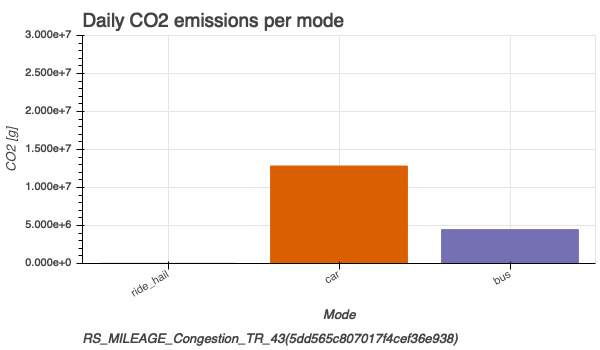 Daily CO2 emissions per mode
3.000e+7
2.500e+7
2.000e+7
1.500e+7
1.000e+7
5.000e+6
0.000e+0
CO2 [g]
ride_hail
car
bus
Mode
RS_MILEAGE_Congestion_TR_43(5dd565c807017f4cef36e938)